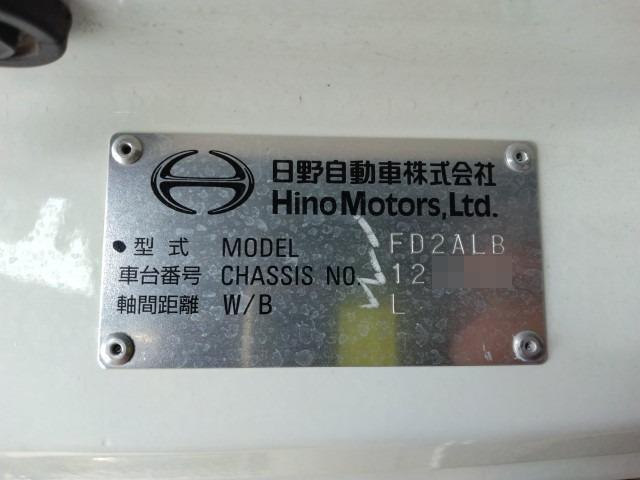 日野自動車株式会社
Hino Motors, Ltd.
型式 MODEL FD2ALB
車台番号 CHASSIS NO. 12
軸間距離 W/B L